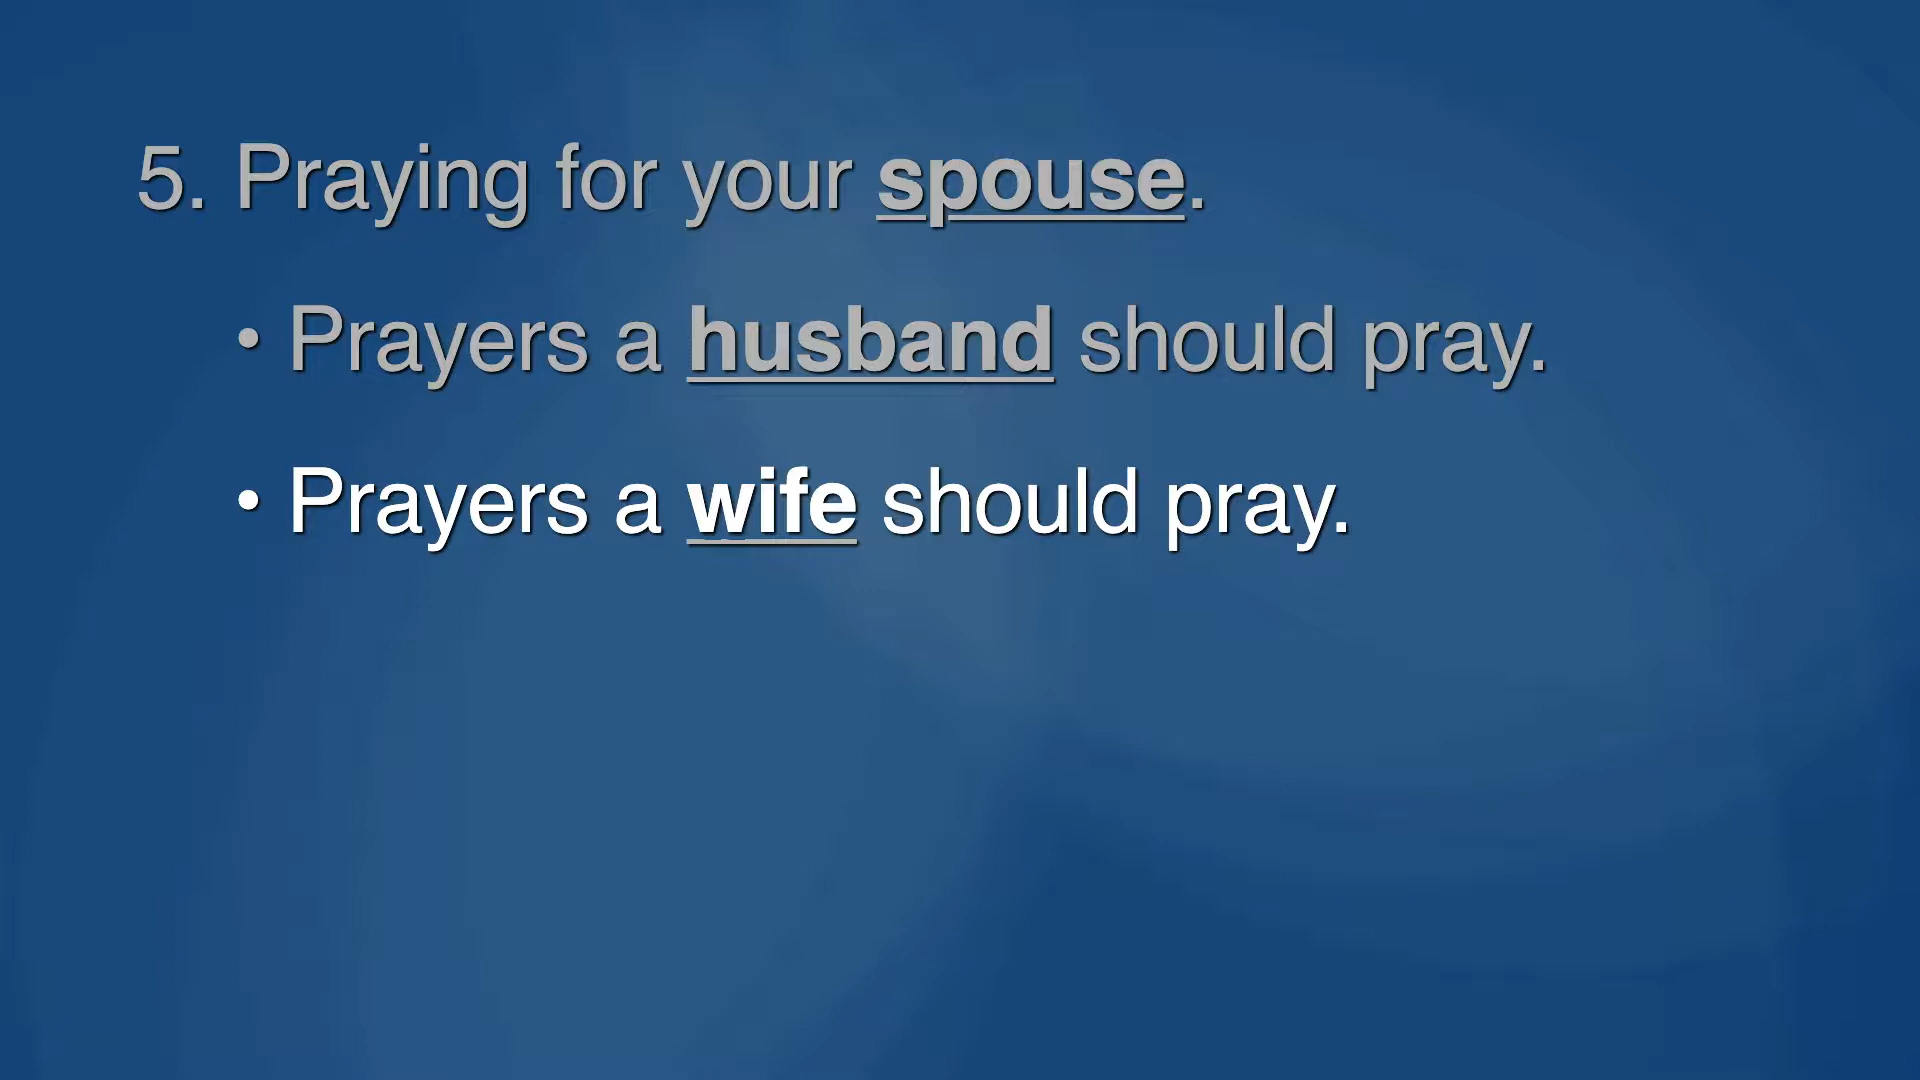 5. Praying for your spouse.
• Prayers a husband should pray.
• Prayers a wife should pray.